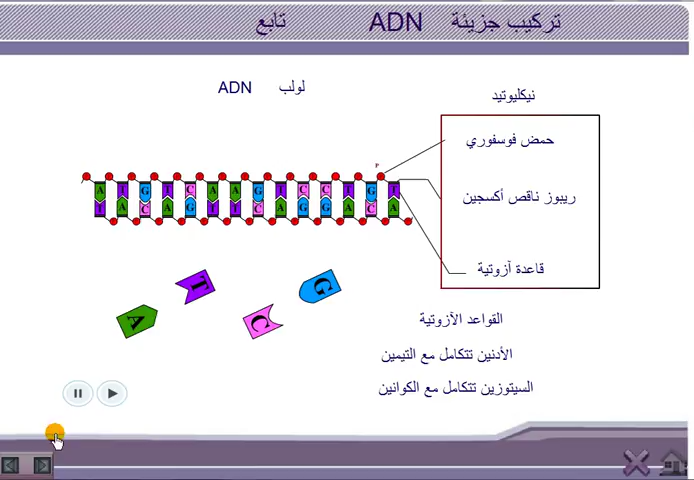 تركيب جزيئة ADN تابع
لولب ADN
نيكليوتيد
حمض فوسفوري
P
ريبوز ناقص أكسجين
قاعدة آزوتية
A T G T C A A G T C C T G T
T A C A G T T C A G G A C A
T
G
A
C
القواعد الآزوتية
الأدنين تتكامل مع التيمين
السيتوزين تتكامل مع الكوانين